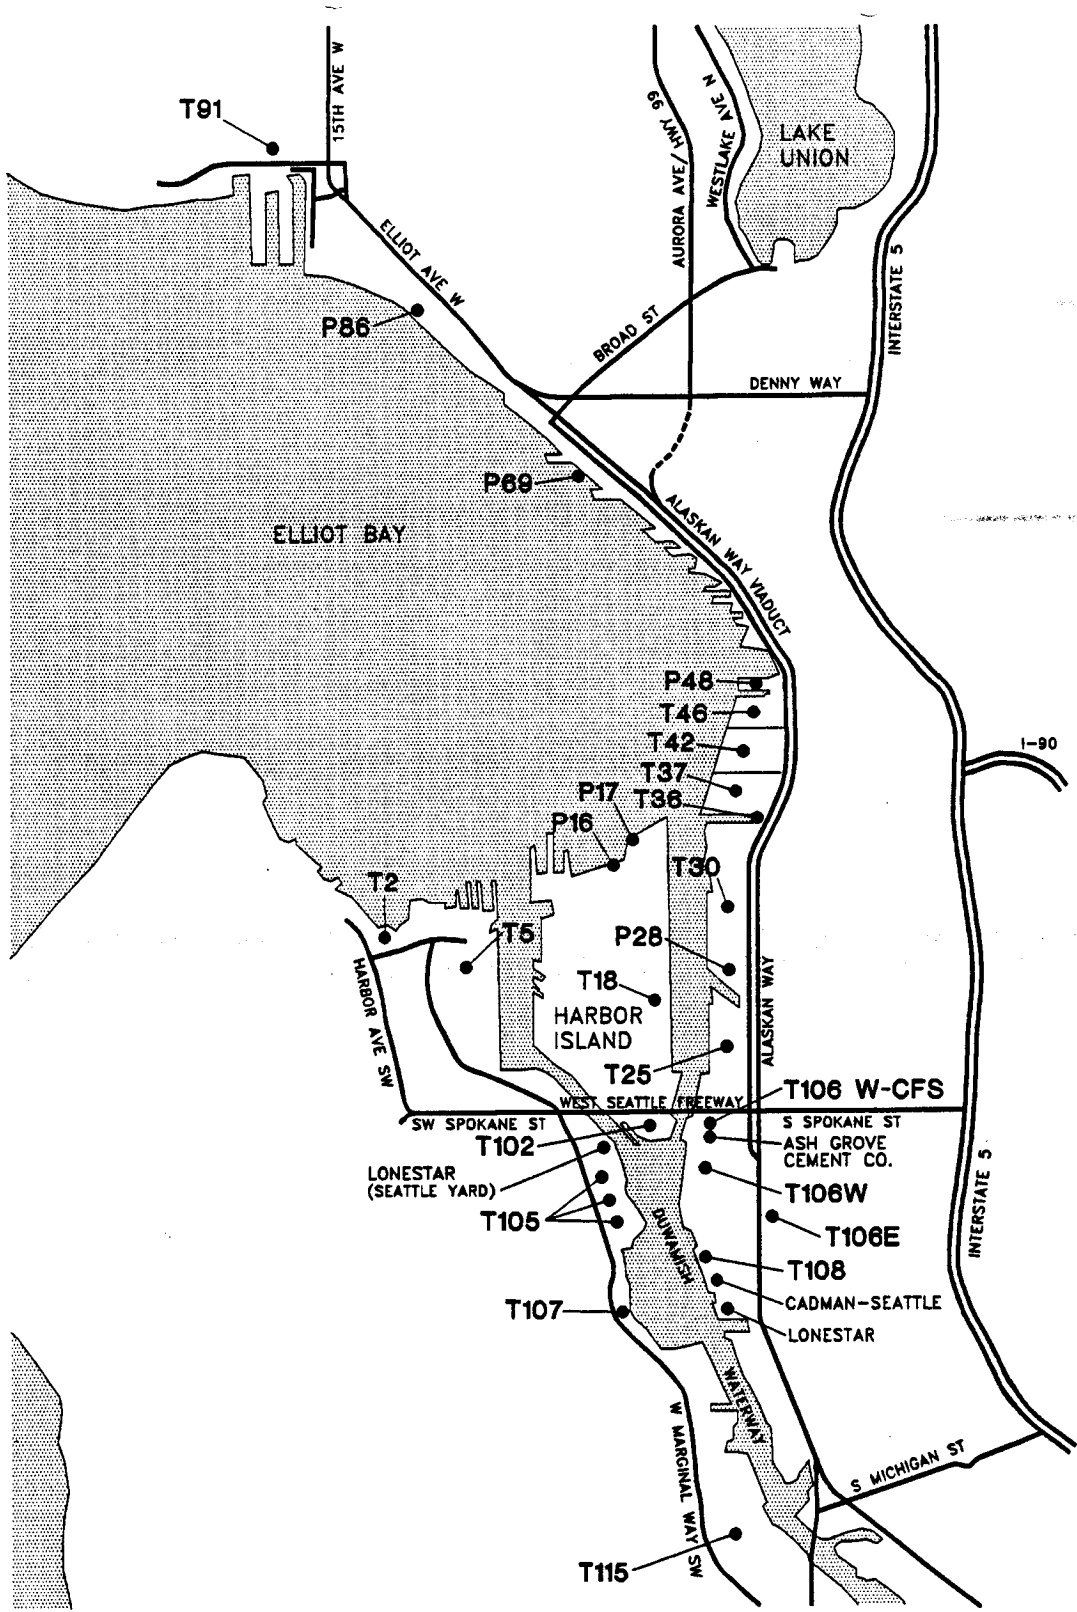 15TH AVE W
T91
AURORA AVE/ HWY 99
WESTLAKE AVE N
LAKE
UNION
ELLIOT AVE W
INTERSTATE 5
P86
BROAD ST
DENNY WAY
P69
ALASKAN WAY VIADUCT
ELLIOT BAY
P48
T46
T42
I-90
T37
P17
T36
P16
T30
T2
T5
P28
HARBOR AVE SW
T18
ALASKAN WAY
HARBOR
ISLAND
T25
T106 W-CFS
WEST SEATTLE FREEWAY
SW SPOKANE ST
S SPOKANE ST
T102
ASH GROVE
CEMENT CO.
LONESTAR
(SEATTLE YARD)
T106W
T105
DUWAMISH
T106E
INTERSTATE 5
T108
CADMAN-SEATTLE
T107
LONESTAR
WATERWAY
W MARGINAL WAY SW
S MICHIGAN ST
T115